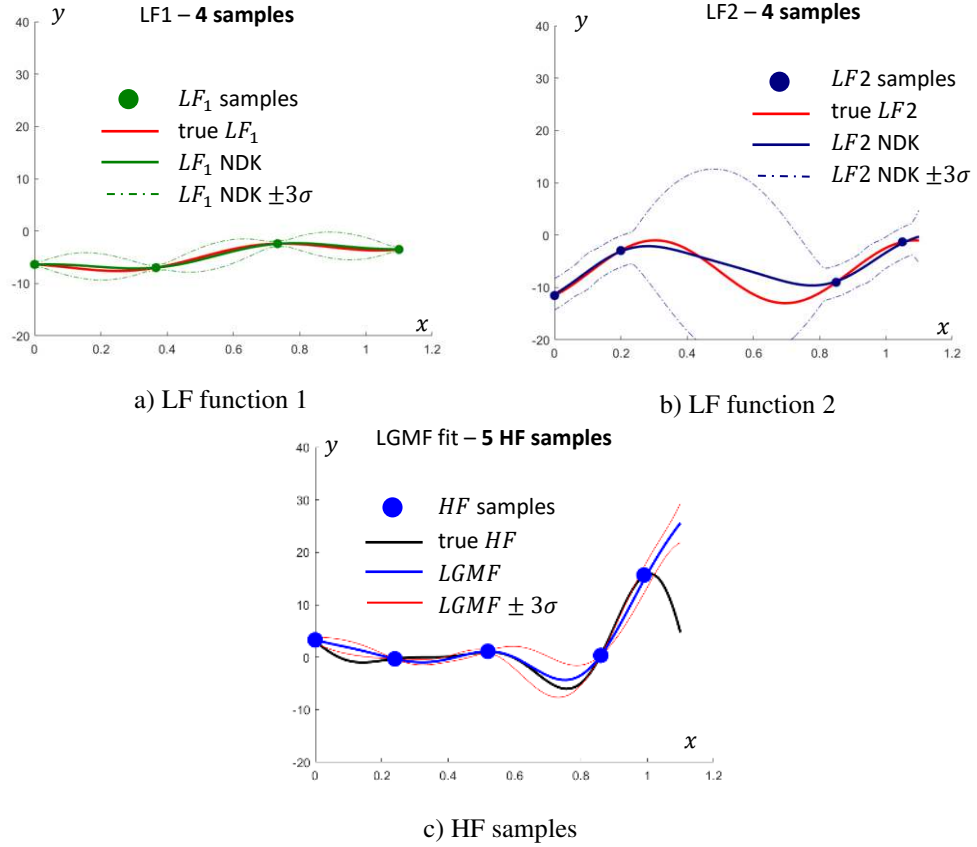 LF1 – 4 samples
y
40
30
20
10
0
-10
-20
LF₁ samples
true LF₁
LF₁ NDK
LF₁ NDK ±3σ
x
0 0.2 0.4 0.6 0.8 1 1.2
a) LF function 1
LF2 – 4 samples
y
40
30
20
10
0
-10
-20
LF2 samples
true LF2
LF2 NDK
LF2 NDK ±3σ
x
0 0.2 0.4 0.6 0.8 1 1.2
b) LF function 2
LGMF fit – 5 HF samples
y
40
30
20
10
0
-10
-20
HF samples
true HF
LGMF
LGMF ± 3σ
x
0 0.2 0.4 0.6 0.8 1 1.2
c) HF samples